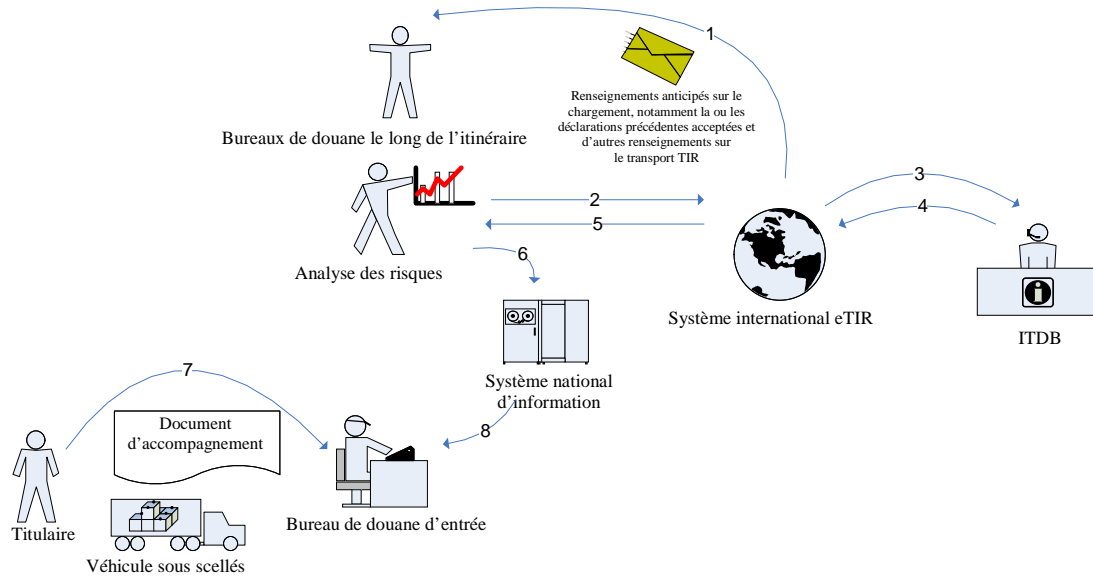 1
Renseignements anticipés sur le
chargement, notamment la ou les
déclarations précédentes acceptées et
d'autres renseignements sur
le transport TIR
Bureaux de douane le long de l'itinéraire
2
3
4
5
6
Analyse des risques
Système international eTIR
ITDB
Système national
d'information
7
8
Document
d'accompagnement
Titulaire
Bureau de douane d'entrée
Véhicule sous scellés